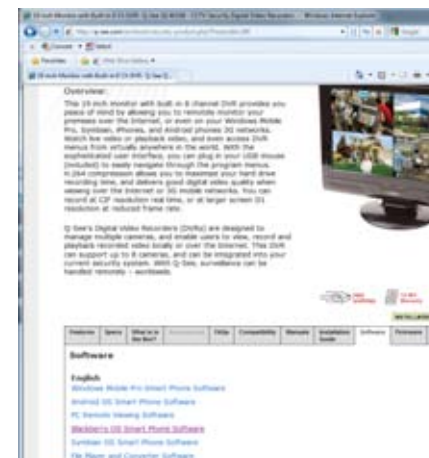 Overview:
This 19 inch monitor with built in 8 channel DVR provides you
peace of mind by allowing you to remotely monitor your
premises over the Internet, or even on your Windows Mobile
Pro, Symbian, iPhones, and Android phones 3G networks.
Watch live video or playback video, and even access DVR
menus from virtually anywhere in the world. With the
sophisticated user interface, you can plug in your USB mouse
(included) to easily navigate through the program menus.
H.264 compression allows you to maximize your hard drive
recording time, and delivers good digital video quality when
viewing over the Internet or 3G mobile networks. You can
record at CIF resolution real time, or at larger screen D1
resolution at reduced frame rate.
Q-See's Digital Video Recorders (DVRs) are designed to
manage multiple cameras, and enable users to view, record and
playback recorded video locally or over the Internet. This DVR
can support up to 8 cameras, and can be integrated into your
current security system. With Q-See, surveillance can be
handled remotely - worldwide.
Features Specs What is in the Box? FAQs Compatibility Manuals Installation Guide Software Firmware
Software
English
Windows Mobile Pro Smart Phone Software
Android OS Smart Phone Software
PC Remote Viewing Software
Blackberry OS Smart Phone Software
Symbian OS Smart Phone Software
File Player and Converter Software